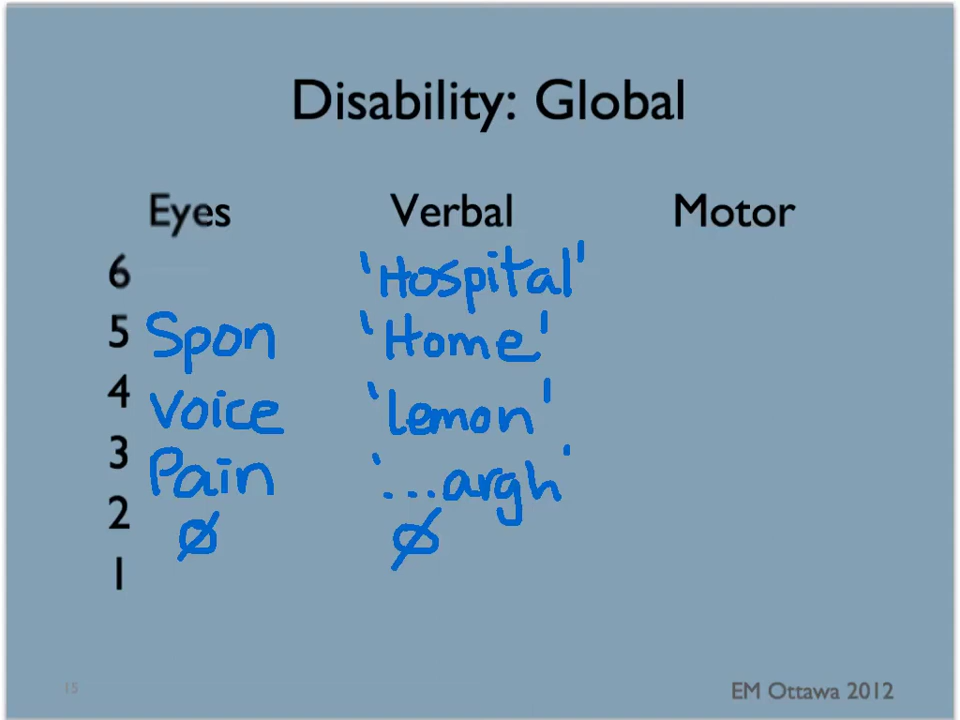 Disability: Global
Eyes Verbal Motor
6 'Hospital'
5 Spon 'Home'
4 Voice 'lemon'
3 Pain '...argh'
2 Ø Ø
1
15 EM Ottawa 2012